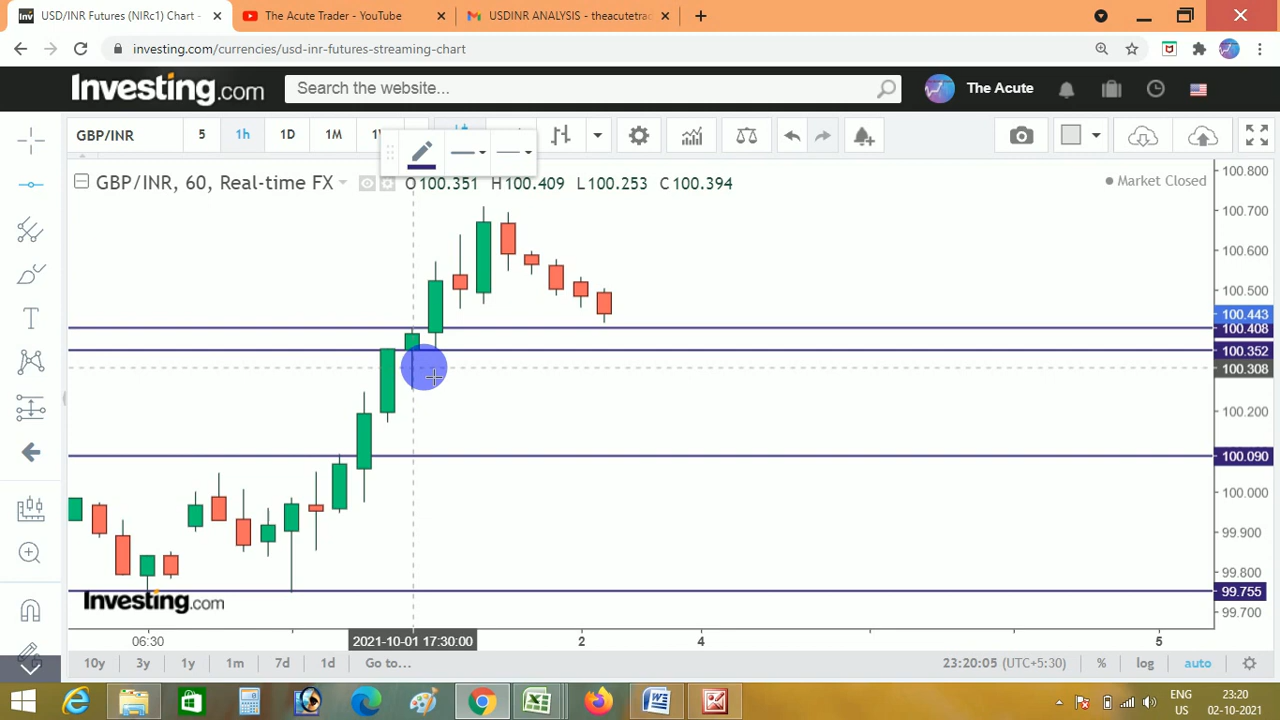 USD/INR Futures (NIRc1) Chart -
The Acute Trader - YouTube
USDINR ANALYSIS - theacutetrad
investing.com/currencies/usd-inr-futures-streaming-chart
Investing.com
Search the website...
The Acute
GBP/INR
5
1h
1D
1M
GBP/INR, 60, Real-time FX
O100.351 H100.409 L100.253 C100.394
Market Closed
100.800
100.700
100.600
100.500
100.443
100.408
100.352
100.308
100.200
100.090
100.000
99.900
99.800
99.755
99.700
Investing.com
06:30
2021-10-01 17:30:00
2
4
5
10y
3y
1y
1m
7d
1d
Go to...
23:20:05 (UTC+5:30)
%
log
auto
ENG
US
23:20
02-10-2021